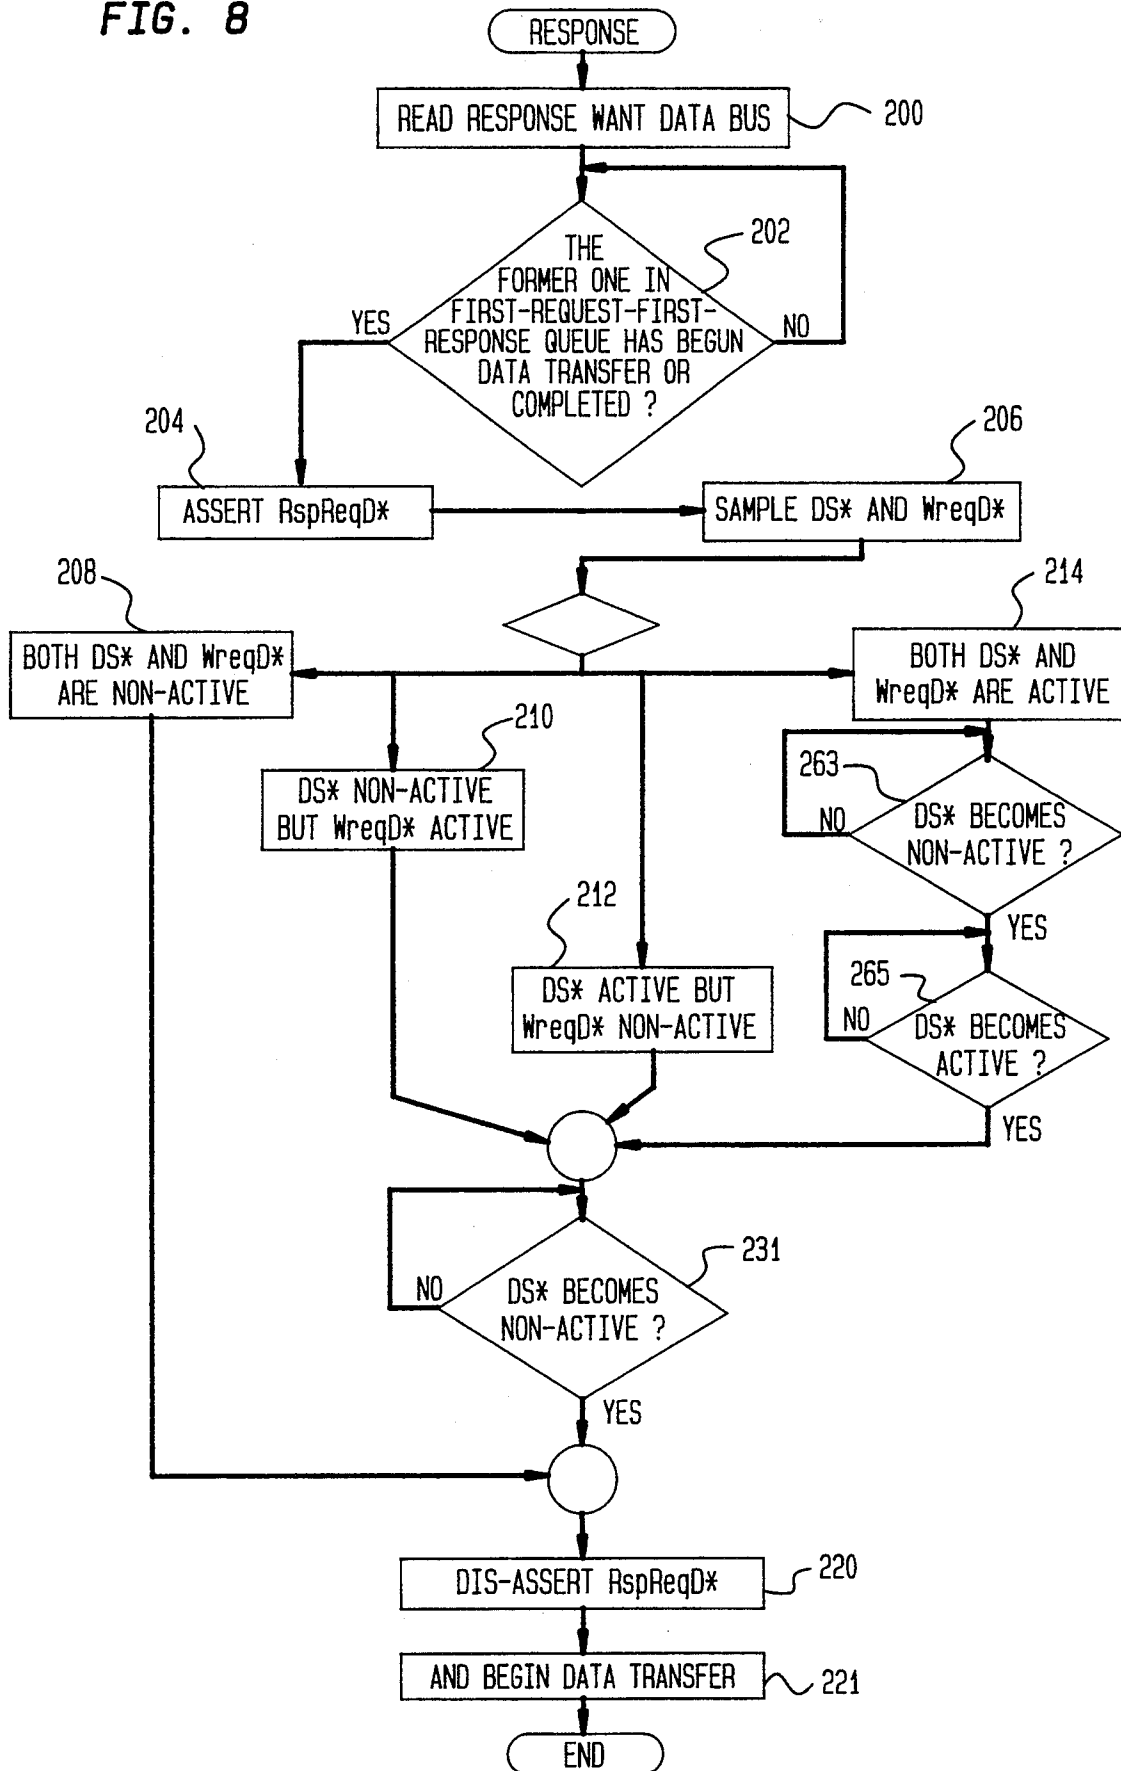 FIG. 8
RESPONSE
READ RESPONSE WANT DATA BUS
200
THE
FORMER ONE IN
FIRST-REQUEST-FIRST-
RESPONSE QUEUE HAS BEGUN
DATA TRANSFER OR
COMPLETED ?
202
YES
NO
204
ASSERT RspReqD*
206
SAMPLE DS* AND WreqD*
208
BOTH DS* AND WreqD*
ARE NON-ACTIVE
214
BOTH DS* AND
WreqD* ARE ACTIVE
210
DS* NON-ACTIVE
BUT WreqD* ACTIVE
263
DS* BECOMES
NON-ACTIVE ?
NO
YES
212
DS* ACTIVE BUT
WreqD* NON-ACTIVE
265
DS* BECOMES
ACTIVE ?
NO
YES
231
DS* BECOMES
NON-ACTIVE ?
NO
YES
DIS-ASSERT RspReqD*
220
AND BEGIN DATA TRANSFER
221
END